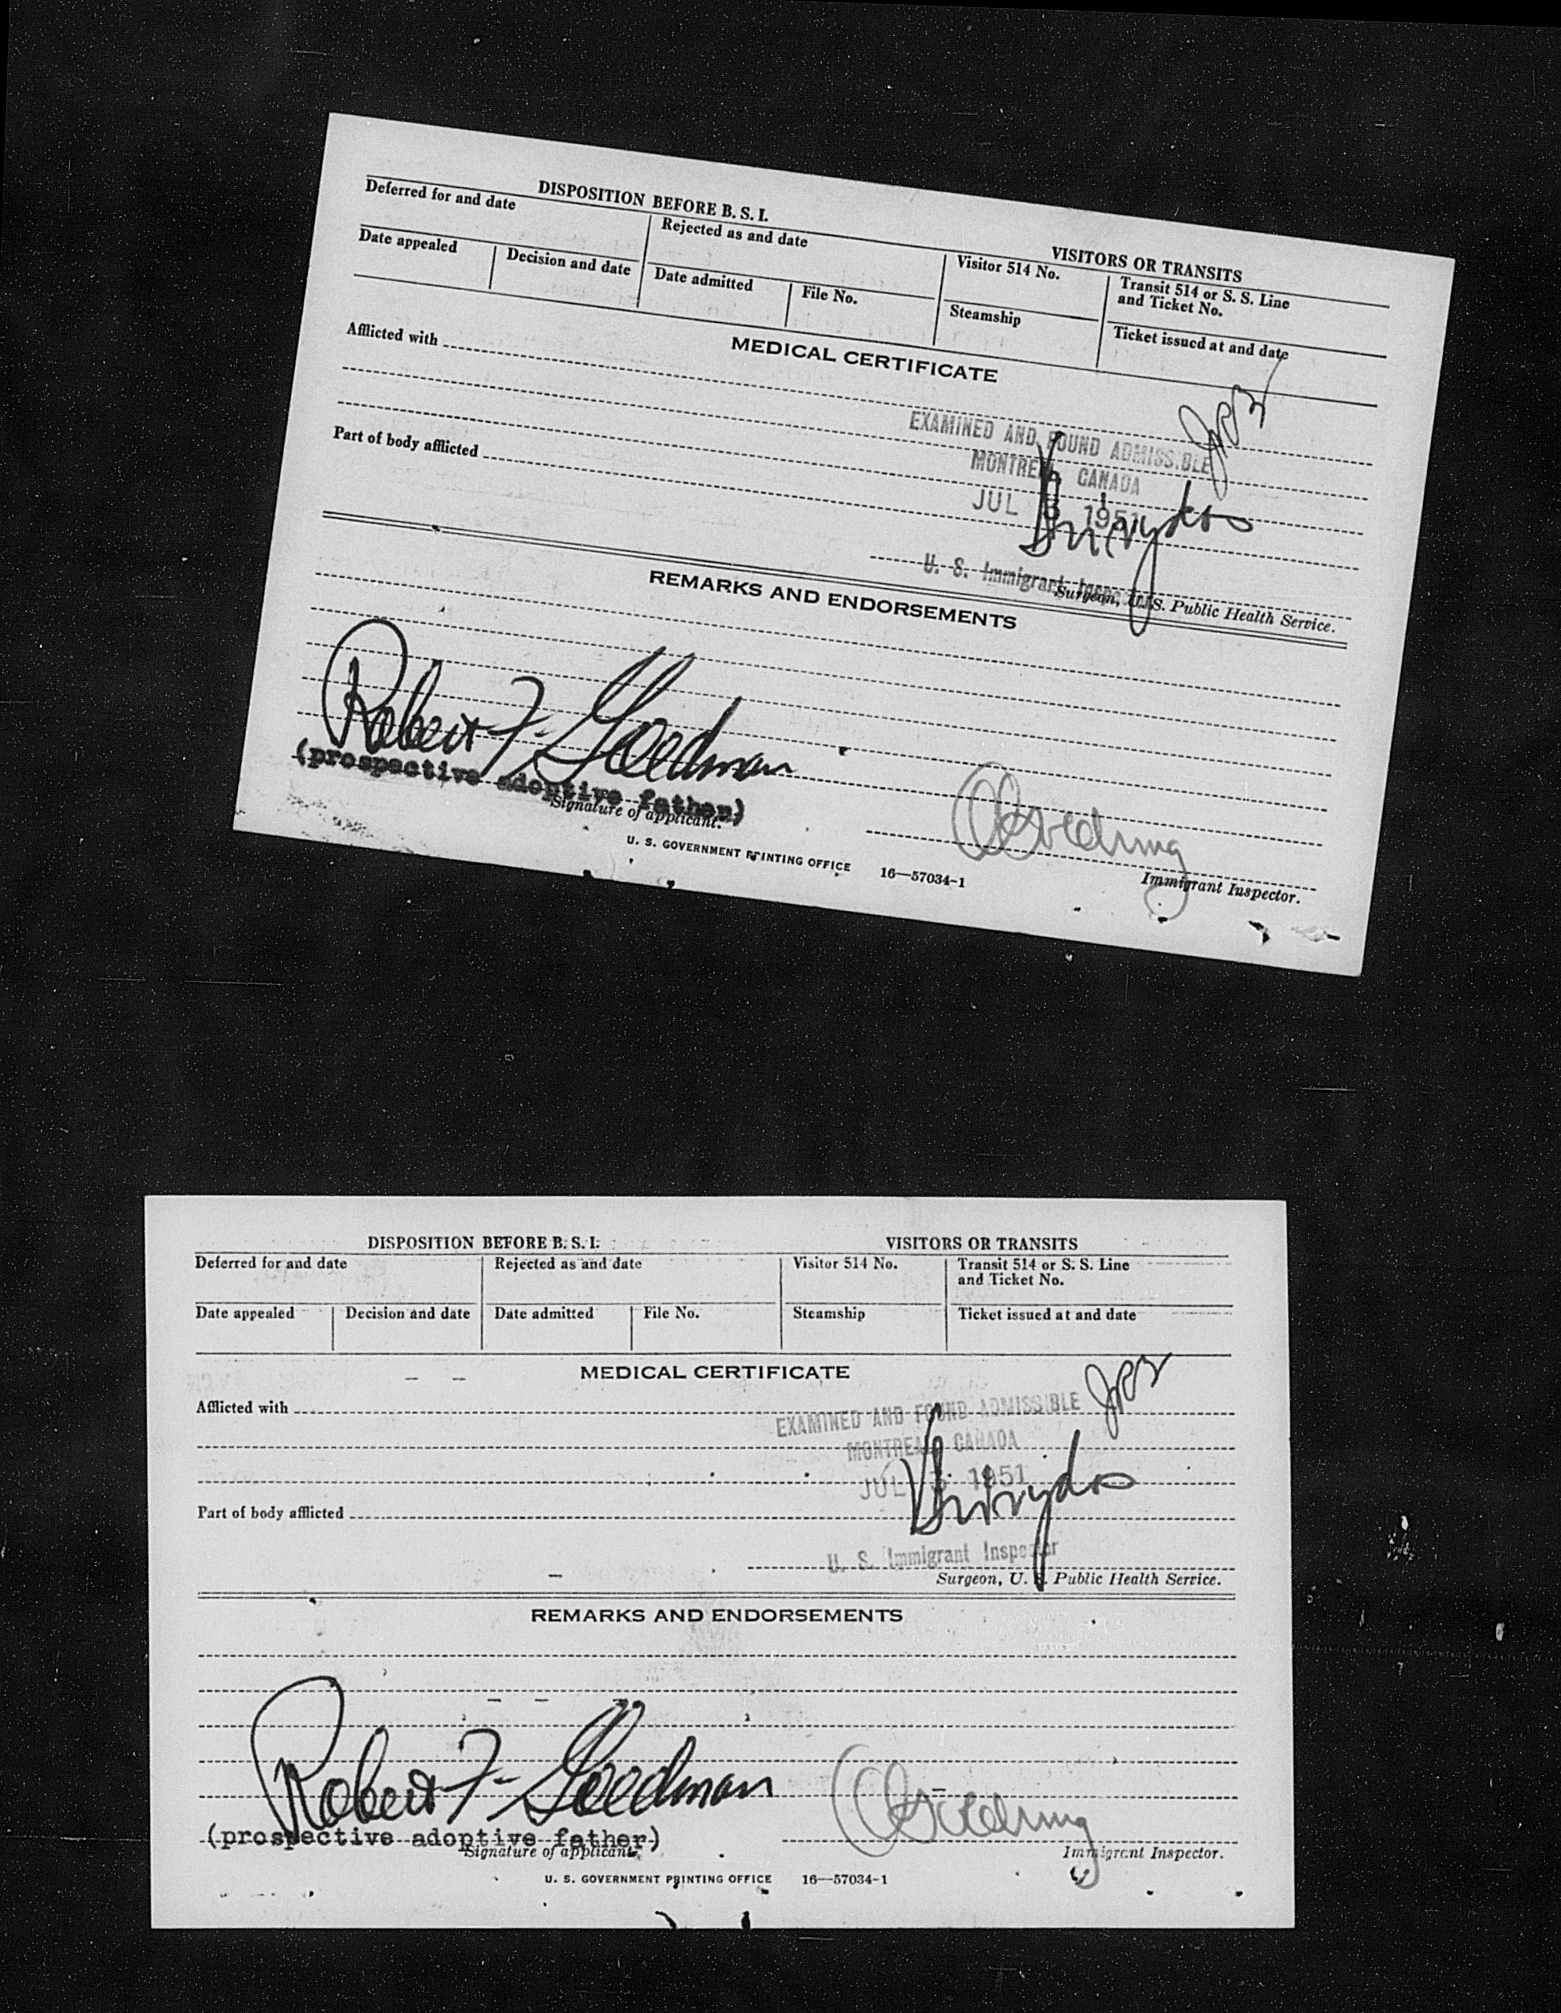 DISPOSITION BEFORE B. S. I.
VISITORS OR TRANSITS
Deferred for and date
Rejected as and date
Visitor 514 No.
Transit 514 or S. S. Line
and Ticket No.
Date appealed
Decision and date
Date admitted
File No.
Steamship
Ticket issued at and date
MEDICAL CERTIFICATE
Afflicted with
EXAMINED AND FOUND ADMISSIBLE
MONTREAL CANADA
JUL 1951
Part of body afflicted
U. S. Immigrant Inspector
Surgeon, U. S. Public Health Service.
REMARKS AND ENDORSEMENTS
Robert F. Goedman
(prospective adoptive father)
Signature of applicant.
Immigrant Inspector.
U. S. GOVERNMENT PRINTING OFFICE 16—57034-1
DISPOSITION BEFORE B. S. I.
VISITORS OR TRANSITS
Deferred for and date
Rejected as and date
Visitor 514 No.
Transit 514 or S. S. Line
and Ticket No.
Date appealed
Decision and date
Date admitted
File No.
Steamship
Ticket issued at and date
MEDICAL CERTIFICATE
Afflicted with
EXAMINED AND FOUND ADMISSIBLE
MONTREAL CANADA
JUL 1951
Part of body afflicted
U. S. Immigrant Inspector
Surgeon, U. S. Public Health Service.
REMARKS AND ENDORSEMENTS
Robert F. Goedman
(prospective adoptive father)
Signature of applicant.
Immigrant Inspector.
U. S. GOVERNMENT PRINTING OFFICE 16—57034-1